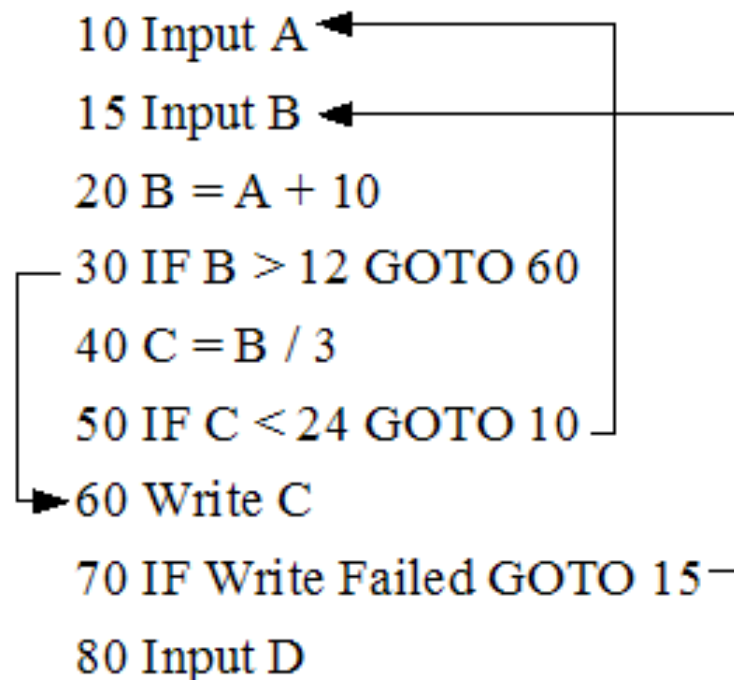 10 Input A
15 Input B
20 B = A + 10
30 IF B > 12 GOTO 60
40 C = B / 3
50 IF C < 24 GOTO 10
60 Write C
70 IF Write Failed GOTO 15
80 Input D